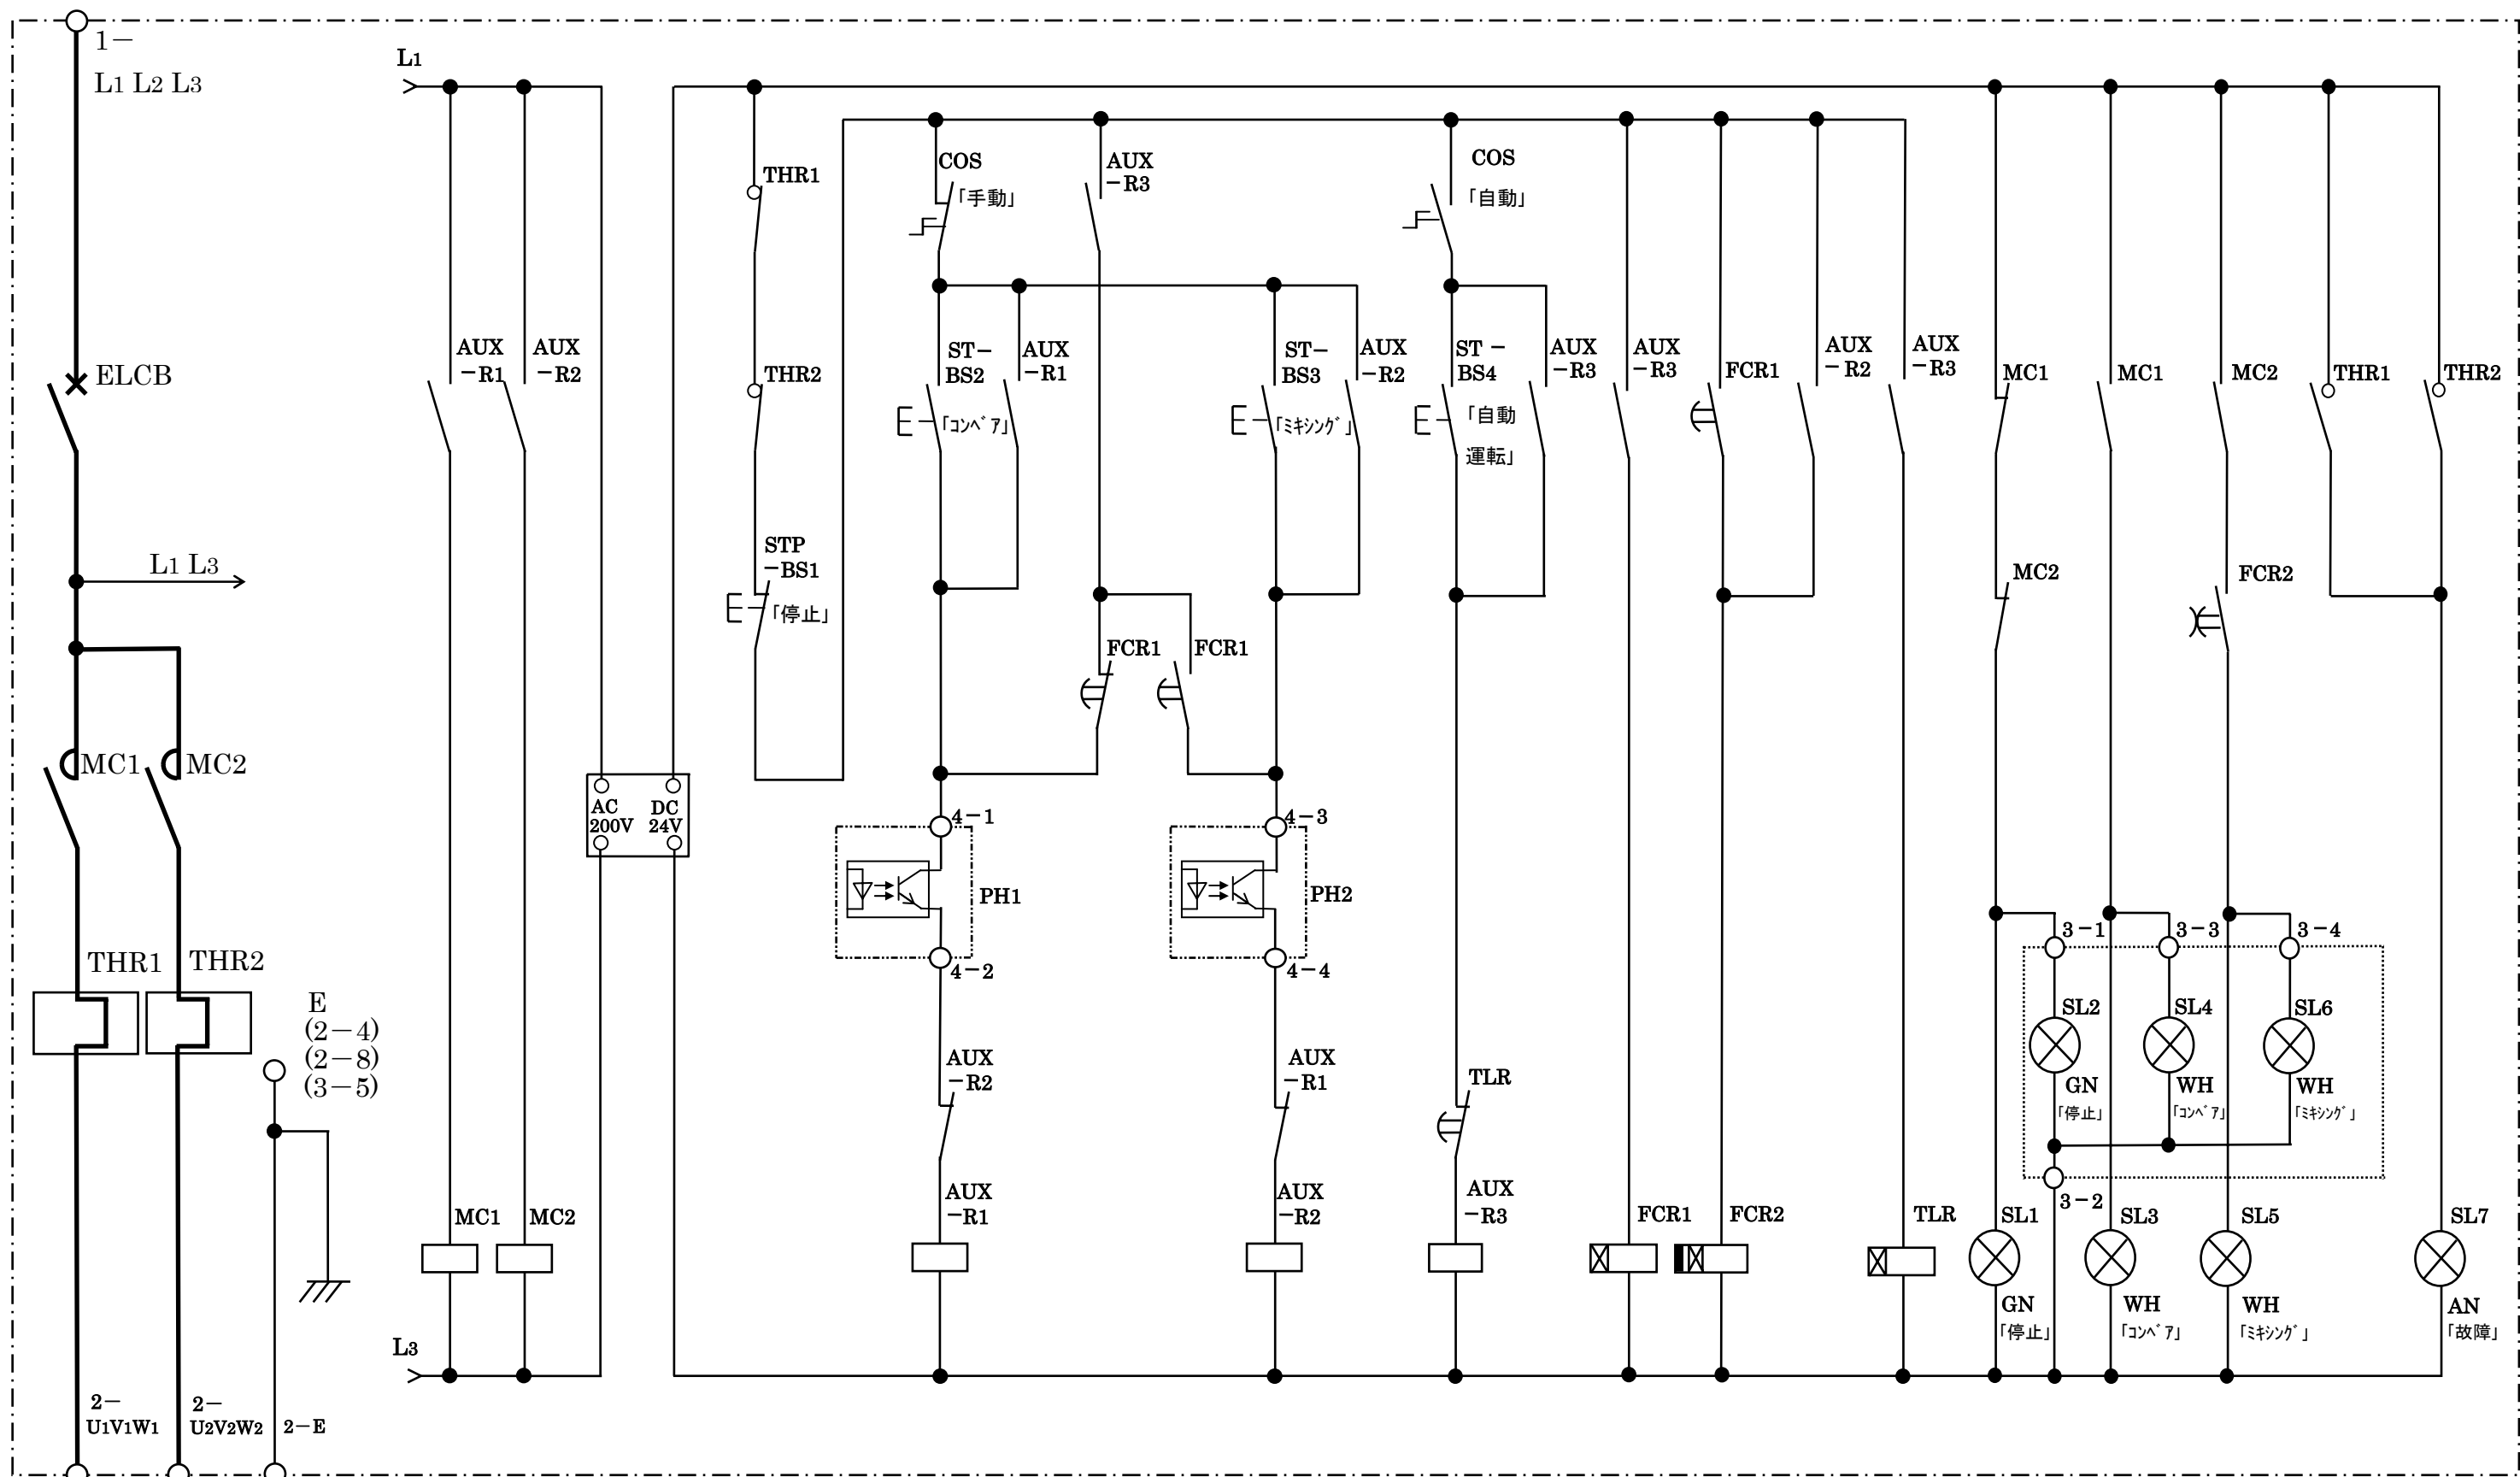 1−
L1 L2 L3
ELCB
L1 L3
MC1
MC2
THR1
THR2
E
(2−4)
(2−8)
(3−5)
2−
U1V1W1
2−
U2V2W2
2−E
L1
AUX
−R1
AUX
−R2
MC1
MC2
L3
AC
200V
DC
24V
THR1
THR2
STP
−BS1
「停止」
COS
「手動」
AUX
−R3
ST−
BS2
「コンベア」
AUX
−R1
ST−
BS3
「ミキシング」
AUX
−R2
FCR1
FCR1
4−1
PH1
4−2
4−3
PH2
4−4
AUX
−R2
AUX
−R1
AUX
−R1
AUX
−R2
COS
「自動」
ST −
BS4
「自動
運転」
AUX
−R3
TLR
AUX
−R3
AUX
−R3
FCR1
FCR1
AUX
−R2
FCR2
AUX
−R3
TLR
MC1
MC2
MC1
MC2
FCR2
THR1
THR2
3−1
3−3
3−4
SL2
GN
「停止」
SL4
WH
「コンベア」
SL6
WH
「ミキシング」
3−2
SL1
GN
「停止」
SL3
WH
「コンベア」
SL5
WH
「ミキシング」
SL7
AN
「故障」